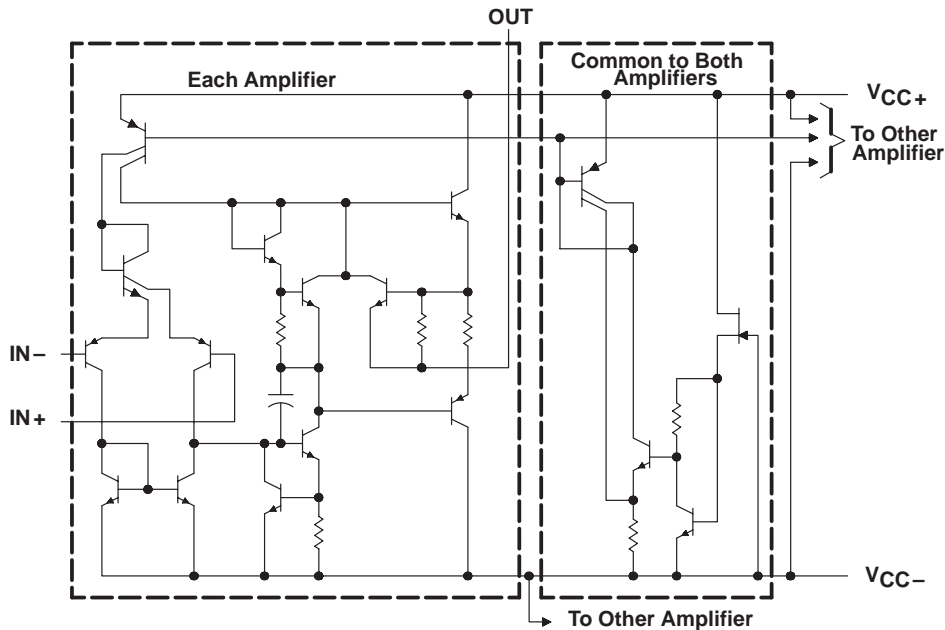 OUT
Each Amplifier
Common to Both
Amplifiers
VCC+
To Other
Amplifier
IN−
IN+
VCC−
To Other Amplifier